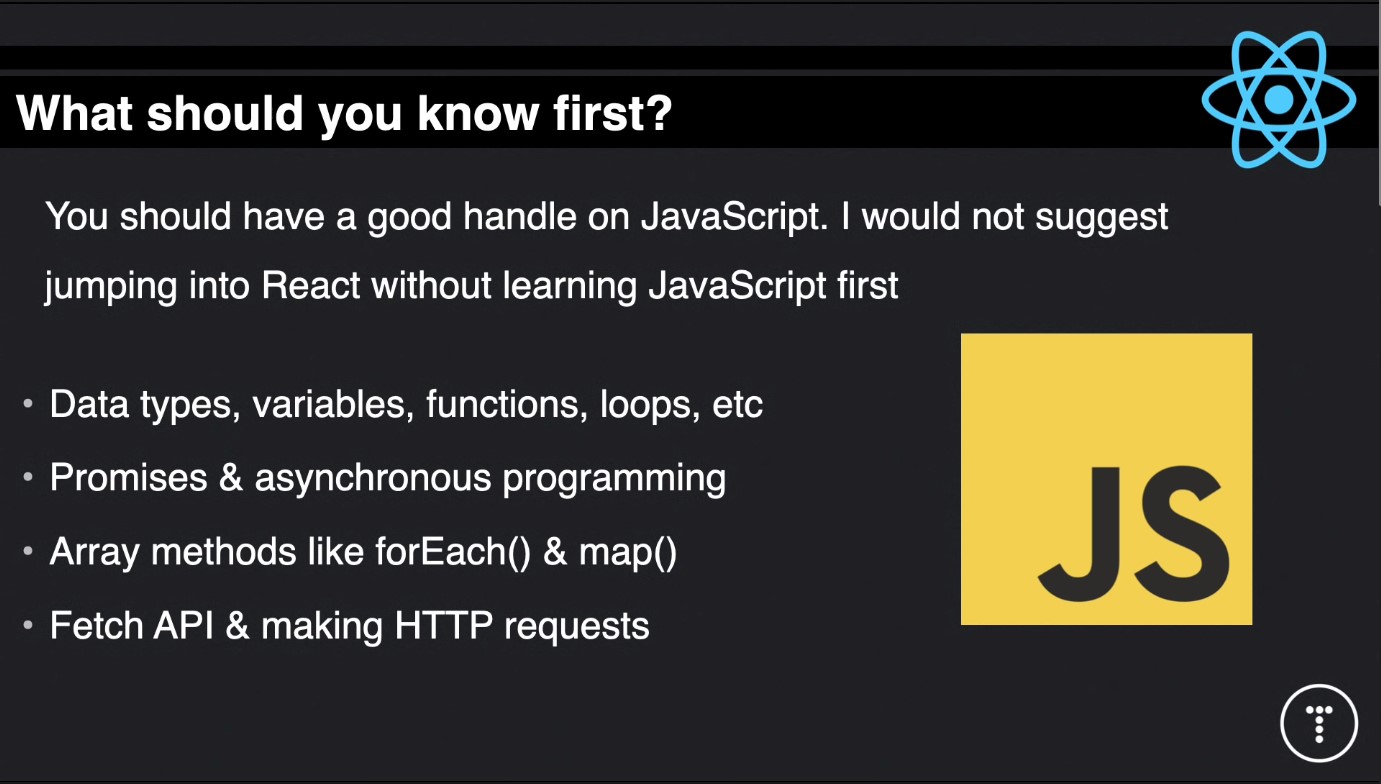 What should you know first?
You should have a good handle on JavaScript. I would not suggest
jumping into React without learning JavaScript first
• Data types, variables, functions, loops, etc
• Promises & asynchronous programming
• Array methods like forEach() & map()
• Fetch API & making HTTP requests
JS
T